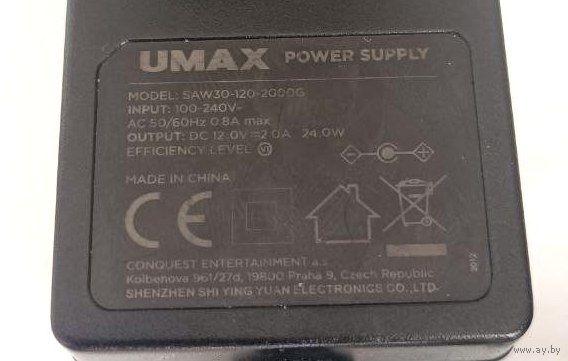 UMAX POWER SUPPLY
MODEL: SAW30-120-2000G
INPUT: 100-240V~
AC 50/60Hz 0.8A max
OUTPUT: DC 12.0V⎓2.0A 24.0W
EFFICIENCY LEVEL VI
MADE IN CHINA
CE
CONQUEST ENTERTAINMENT a.s
Kolbenova 961/27d, 19800 Praha 9, Czech Republic
SHENZHEN SHI YING YUAN ELECTRONICS CO.,LTD.
2012
www.ay.by